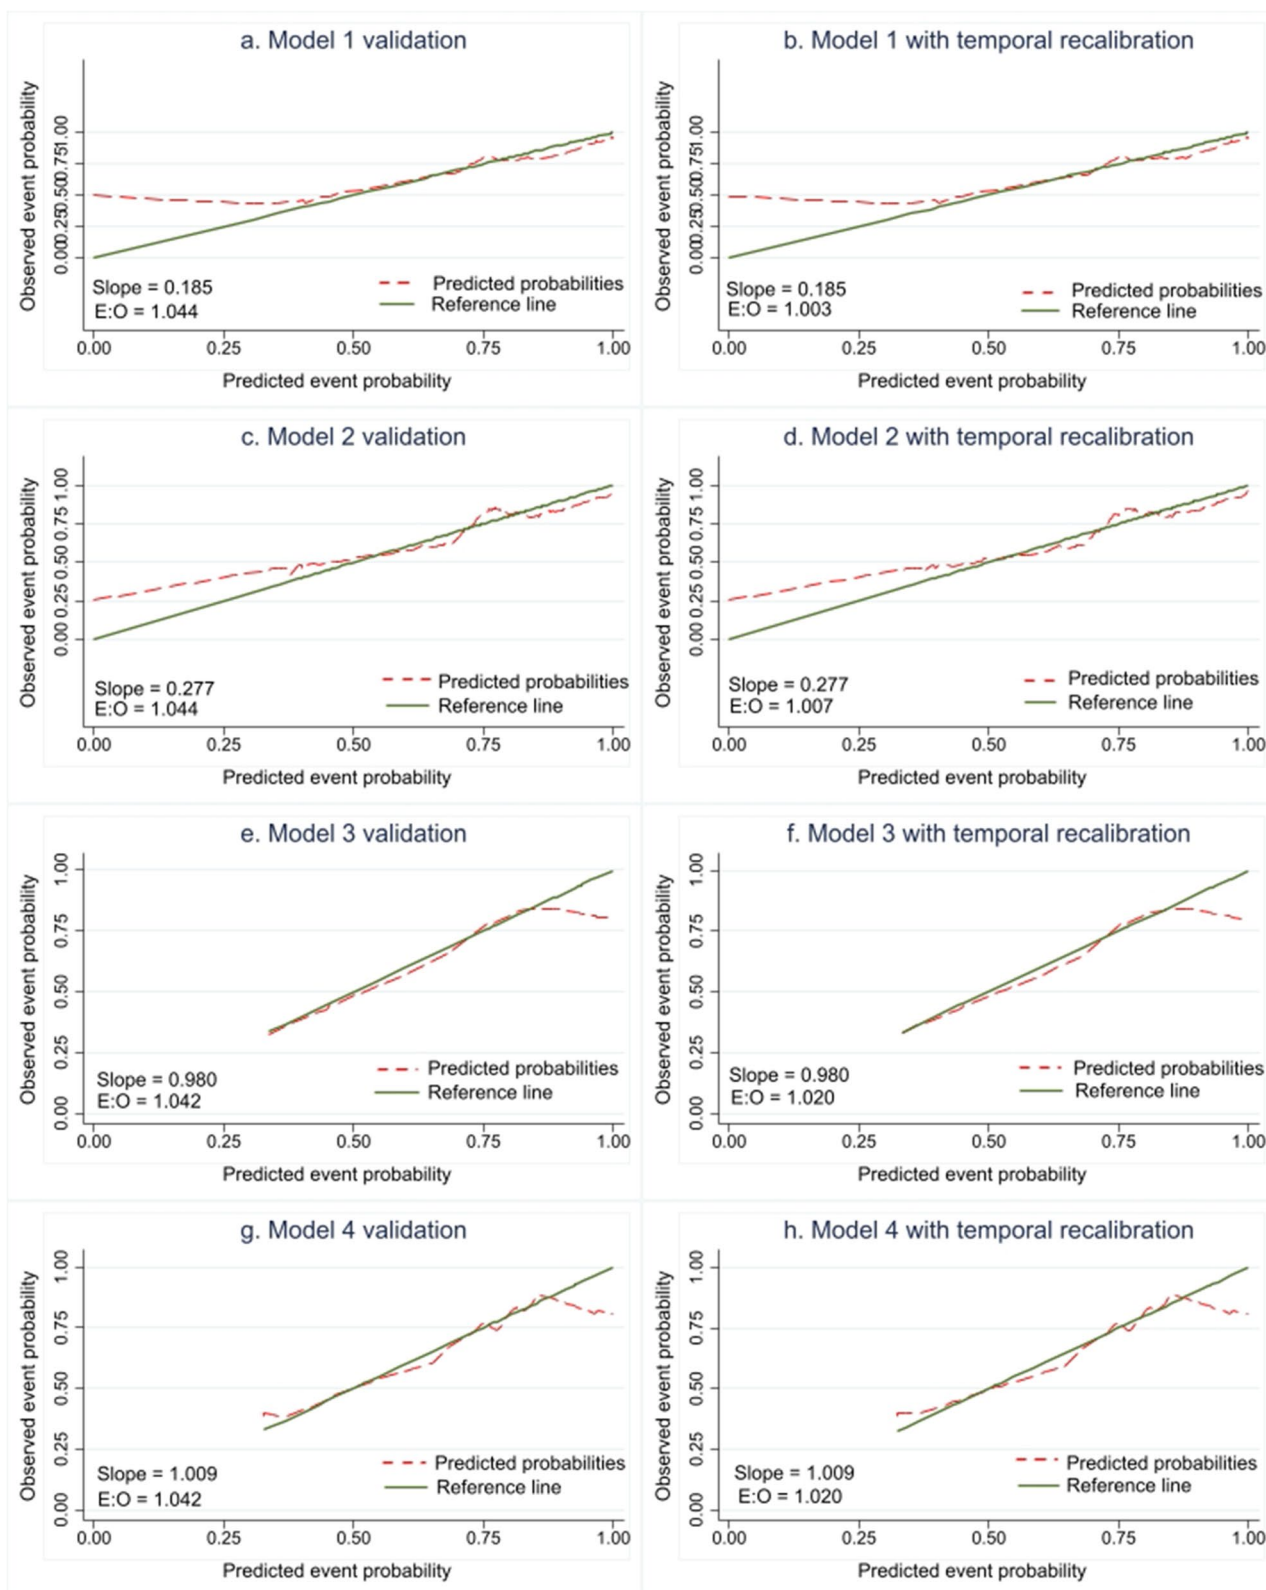 a. Model 1 validation
Observed event probability
0.00 0.25 0.50 0.75 1.00
Slope = 0.185
E:O = 1.044
Predicted probabilities
Reference line
0.00 0.25 0.50 0.75 1.00
Predicted event probability
b. Model 1 with temporal recalibration
Observed event probability
0.00 0.25 0.50 0.75 1.00
Slope = 0.185
E:O = 1.003
Predicted probabilities
Reference line
0.00 0.25 0.50 0.75 1.00
Predicted event probability
c. Model 2 validation
Observed event probability
0.00 0.25 0.50 0.75 1.00
Slope = 0.277
E:O = 1.044
Predicted probabilities
Reference line
0.00 0.25 0.50 0.75 1.00
Predicted event probability
d. Model 2 with temporal recalibration
Observed event probability
0.00 0.25 0.50 0.75 1.00
Slope = 0.277
E:O = 1.007
Predicted probabilities
Reference line
0.00 0.25 0.50 0.75 1.00
Predicted event probability
e. Model 3 validation
Observed event probability
0.00 0.25 0.50 0.75 1.00
Slope = 0.980
E:O = 1.042
Predicted probabilities
Reference line
0.00 0.25 0.50 0.75 1.00
Predicted event probability
f. Model 3 with temporal recalibration
Observed event probability
0.00 0.25 0.50 0.75 1.00
Slope = 0.980
E:O = 1.020
Predicted probabilities
Reference line
0.00 0.25 0.50 0.75 1.00
Predicted event probability
g. Model 4 validation
Observed event probability
0.00 0.25 0.50 0.75 1.00
Slope = 1.009
E:O = 1.042
Predicted probabilities
Reference line
0.00 0.25 0.50 0.75 1.00
Predicted event probability
h. Model 4 with temporal recalibration
Observed event probability
0.00 0.25 0.50 0.75 1.00
Slope = 1.009
E:O = 1.020
Predicted probabilities
Reference line
0.00 0.25 0.50 0.75 1.00
Predicted event probability